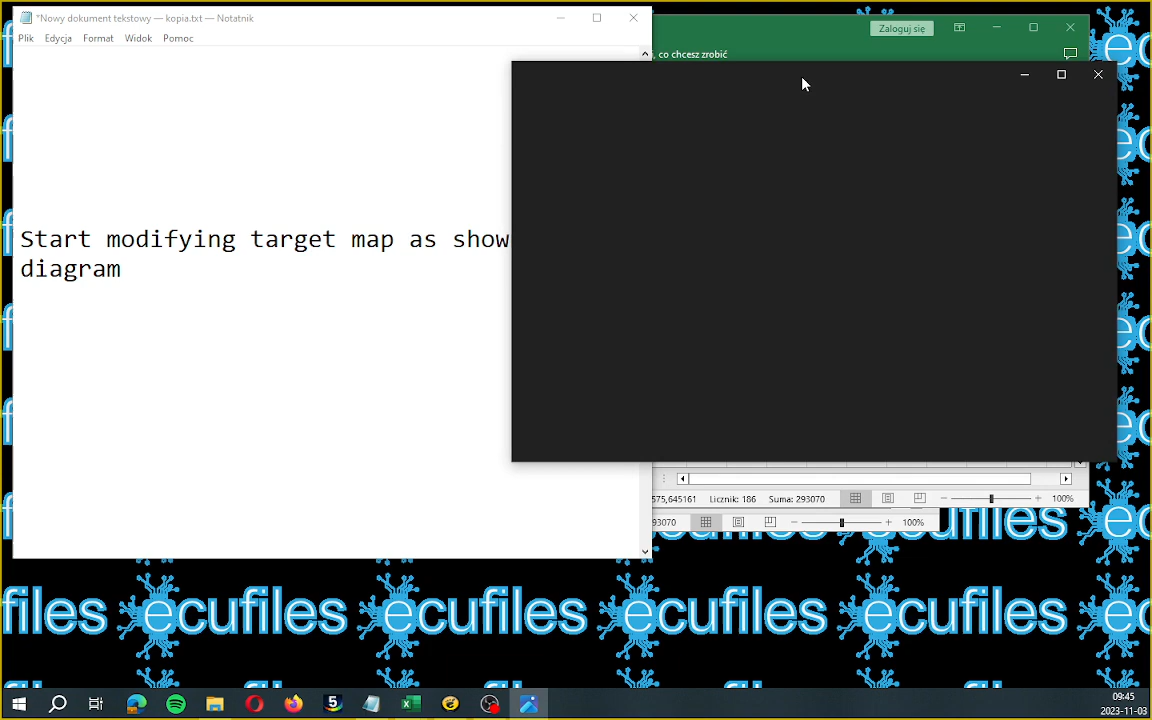 *Nowy dokument tekstowy — kopia.txt — Notatnik
Plik Edycja Format Widok Pomoc
Zaloguj się
co chcesz zrobić
Start modifying target map as show
diagram
575,645161 Licznik: 186 Suma: 293070 100%
93070 100%
ecufiles
files ecufiles ecufiles ecufiles ecufiles
5
09:45
2023-11-03